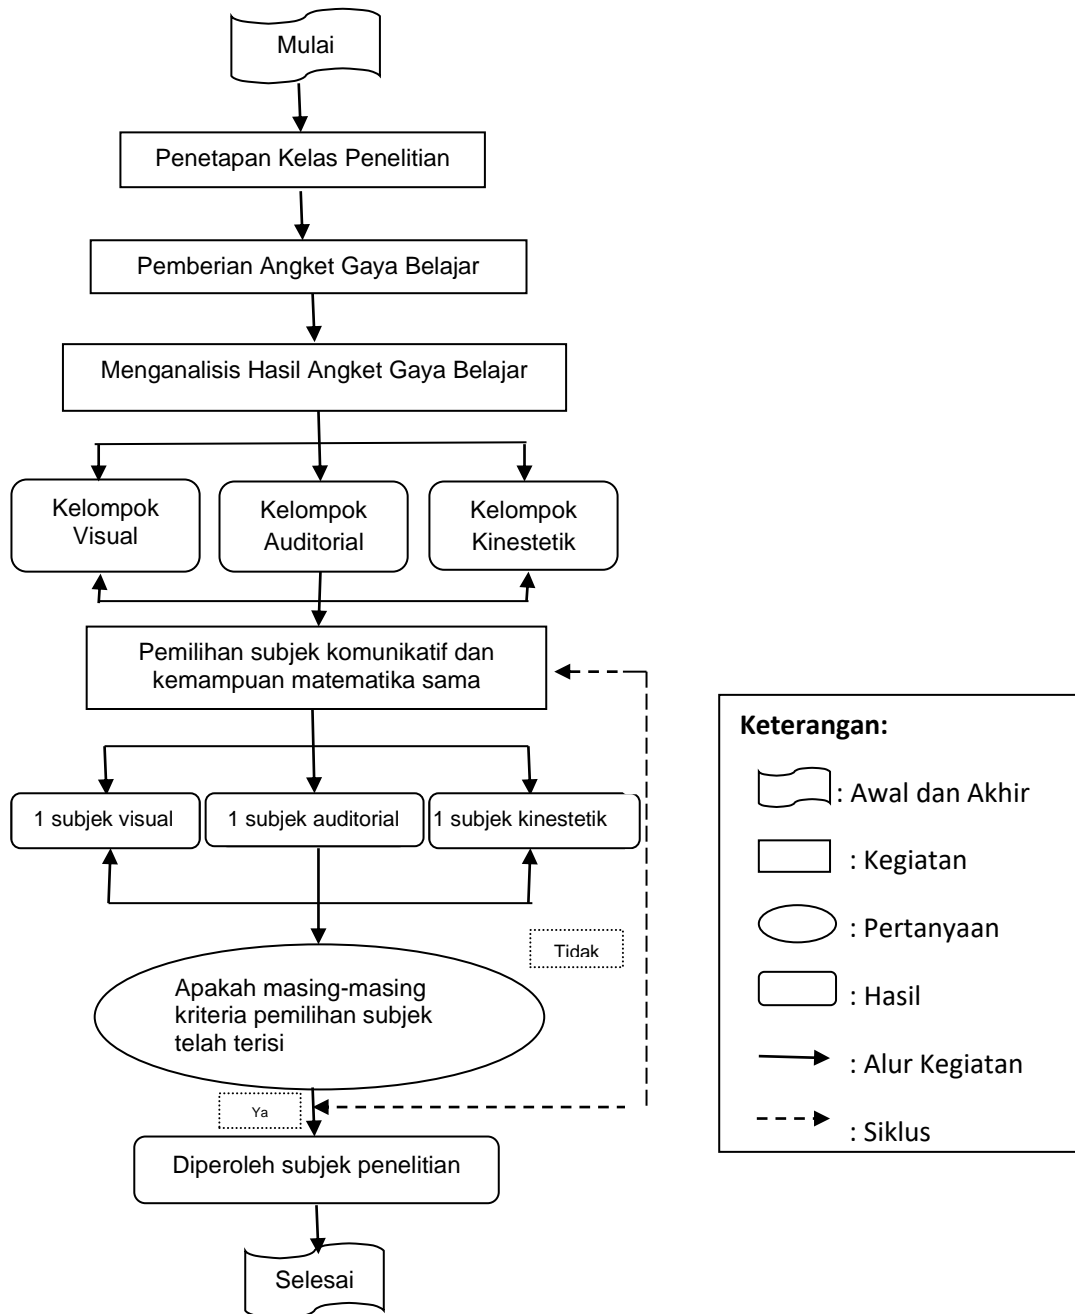 Mulai
Penetapan Kelas Penelitian
Pemberian Angket Gaya Belajar
Menganalisis Hasil Angket Gaya Belajar
Kelompok
Visual
Kelompok
Auditorial
Kelompok
Kinestetik
Pemilihan subjek komunikatif dan
kemampuan matematika sama
1 subjek visual
1 subjek auditorial
1 subjek kinestetik
Tidak
Apakah masing-masing
kriteria pemilihan subjek
telah terisi
Ya
Diperoleh subjek penelitian
Selesai
Keterangan:
: Awal dan Akhir
: Kegiatan
: Pertanyaan
: Hasil
: Alur Kegiatan
: Siklus